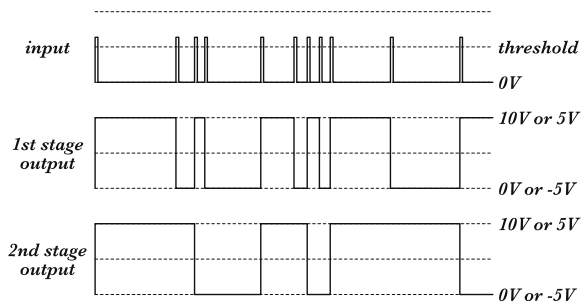 input
threshold
0V
10V or 5V
1st stage
output
0V or -5V
10V or 5V
2nd stage
output
0V or -5V